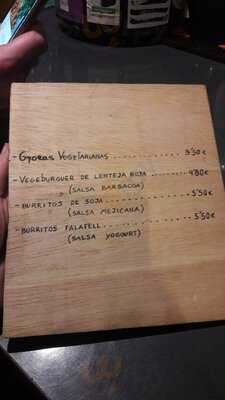 - Gyozas VEGETARIANAS ............ 3'50€
- VEGEBURGUER DE LENTEJA ROJA ........ 4'80€
(SALSA BARBACOA)
- BURRITOS DE SOJA ............... 5'50€
(SALSA MEJICANA)
- BURRITOS FALAFELL ............... 5'50€
(SALSA YOGOURT)